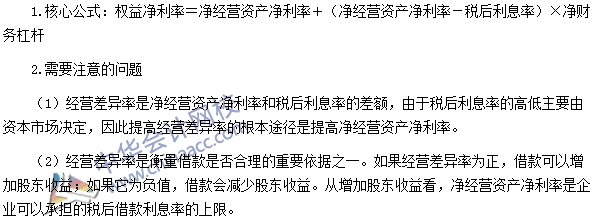 1.核心公式：权益净利率＝净经营资产净利率＋（净经营资产净利率－税后利息率）×净财
务杠杆
2.需要注意的问题
（1）经营差异率是净经营资产净利率和税后利息率的差额，由于税后利息率的高低主要由
资本市场决定，因此提高经营差异率的根本途径是提高净经营资产净利率。
（2）经营差异率是衡量借款是否合理的重要依据之一。如果经营差异率为正，借款可以增
加股东收益；如果它为负值，借款会减少股东收益。从增加股东收益看，净经营资产净利率是企
业可以承担的税后借款利息率的上限。
中华会计网校
www.chinaacc.com